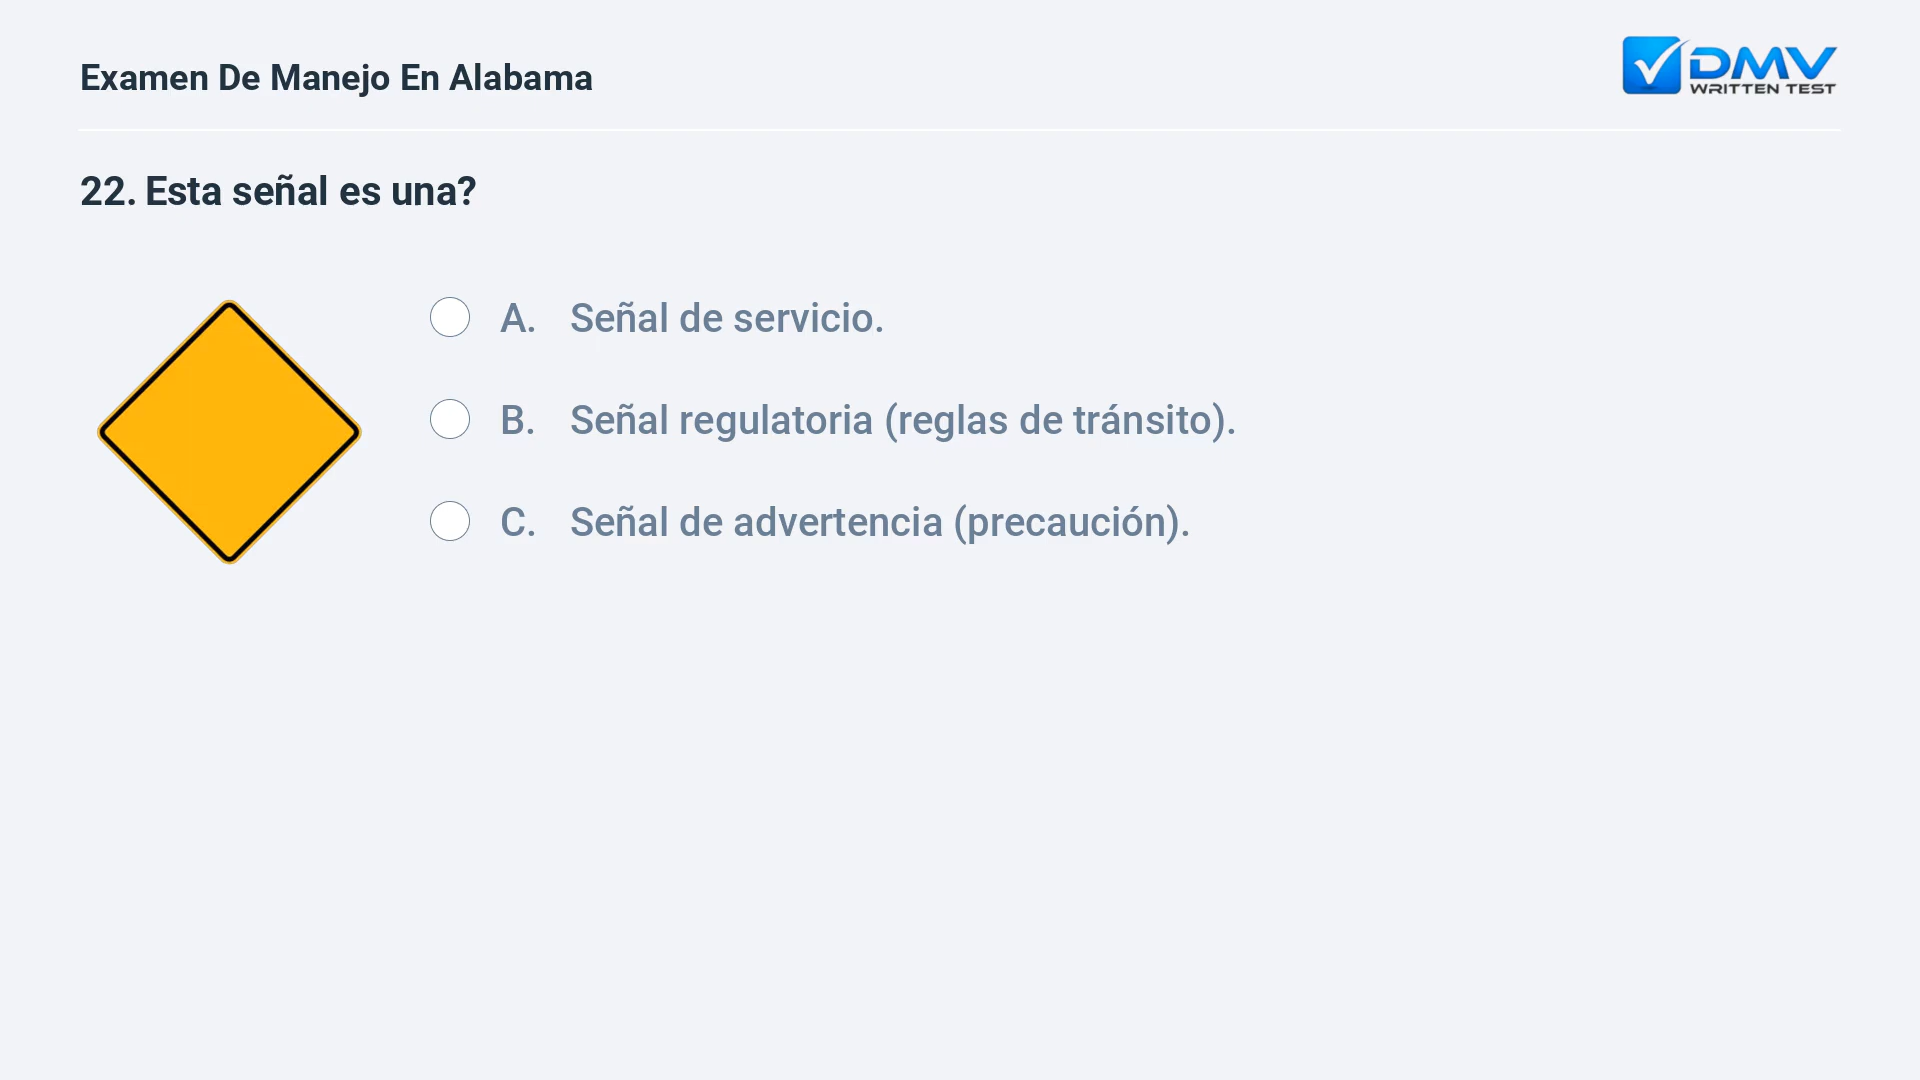 Examen De Manejo En Alabama
DMV
WRITTEN TEST
22. Esta señal es una?
A. Señal de servicio.
B. Señal regulatoria (reglas de tránsito).
C. Señal de advertencia (precaución).